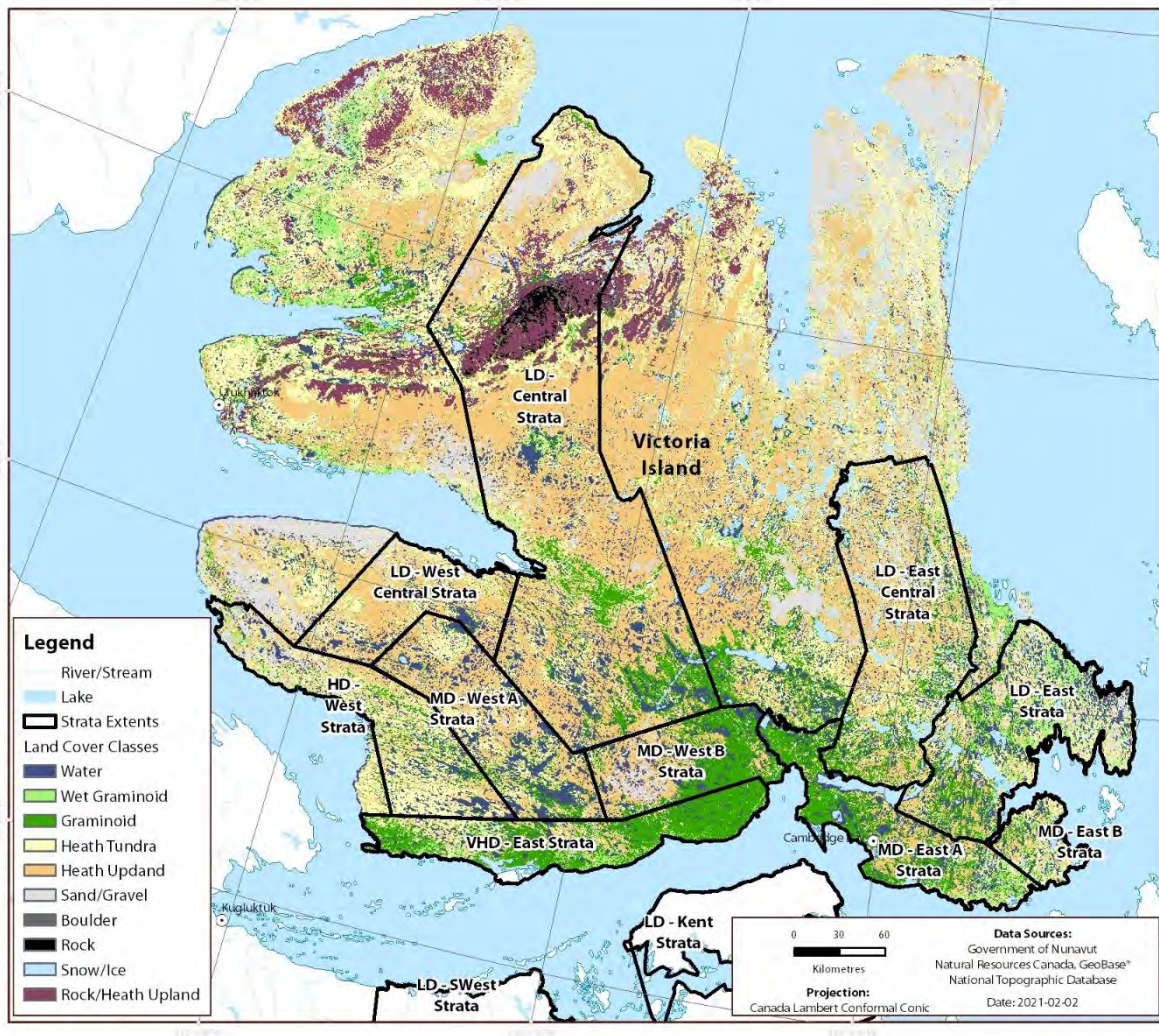 LD -
Central
Strata
Ulukhaktok
Victoria
Island
LD - West
Central Strata
LD - East
Central
Strata
HD -
West
Strata
MD - West A
Strata
LD - East
Strata
MD - West B
Strata
VHD - East Strata
Cambridge
MD - East A
Strata
MD - East B
Strata
Kugluktuk
LD - Kent
Strata
LD - SWest
Strata
Legend
River/Stream
Lake
Strata Extents
Land Cover Classes
Water
Wet Graminoid
Graminoid
Heath Tundra
Heath Upland
Sand/Gravel
Boulder
Rock
Snow/Ice
Rock/Heath Upland
0 30 60
Kilometres
Projection:
Canada Lambert Conformal Conic
Data Sources:
Government of Nunavut
Natural Resources Canada, GeoBase®
National Topographic Database
Date: 2021-02-02